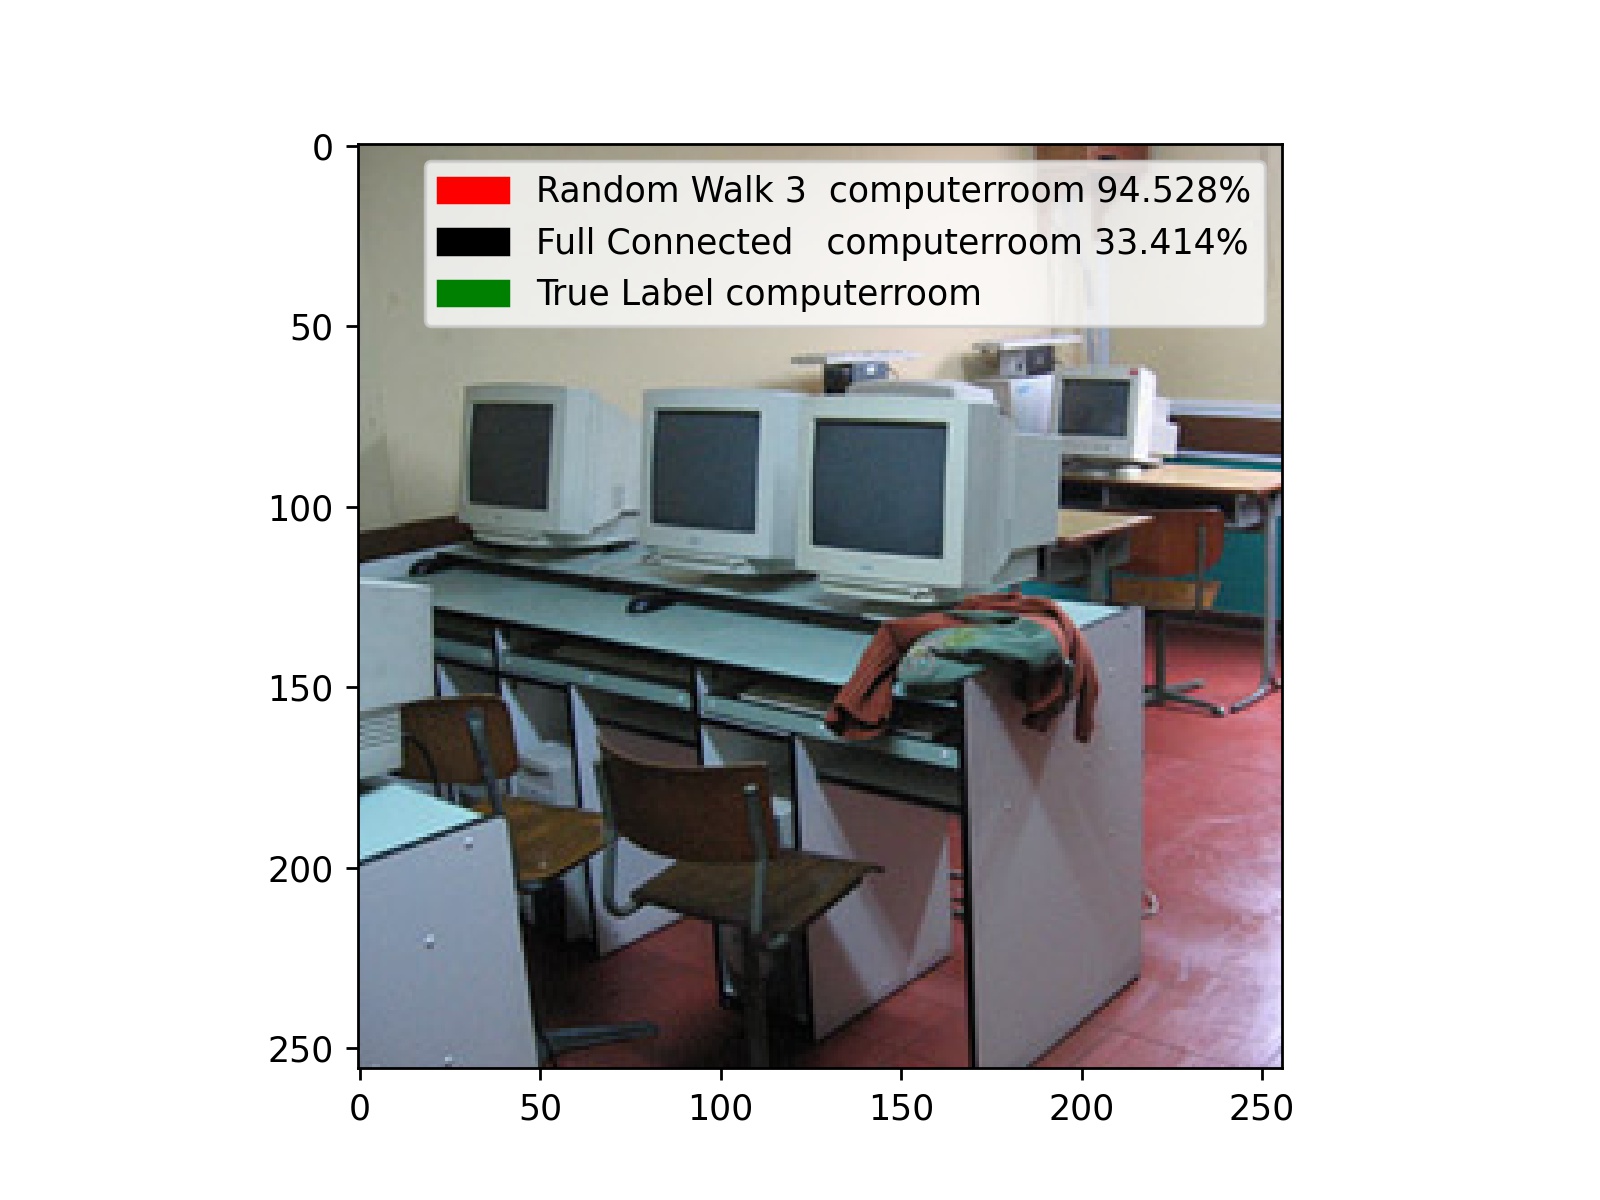 Random Walk 3  computerroom 94.528%
Full Connected   computerroom 33.414%
True Label computerroom
0
50
100
150
200
250
0 50 100 150 200 250